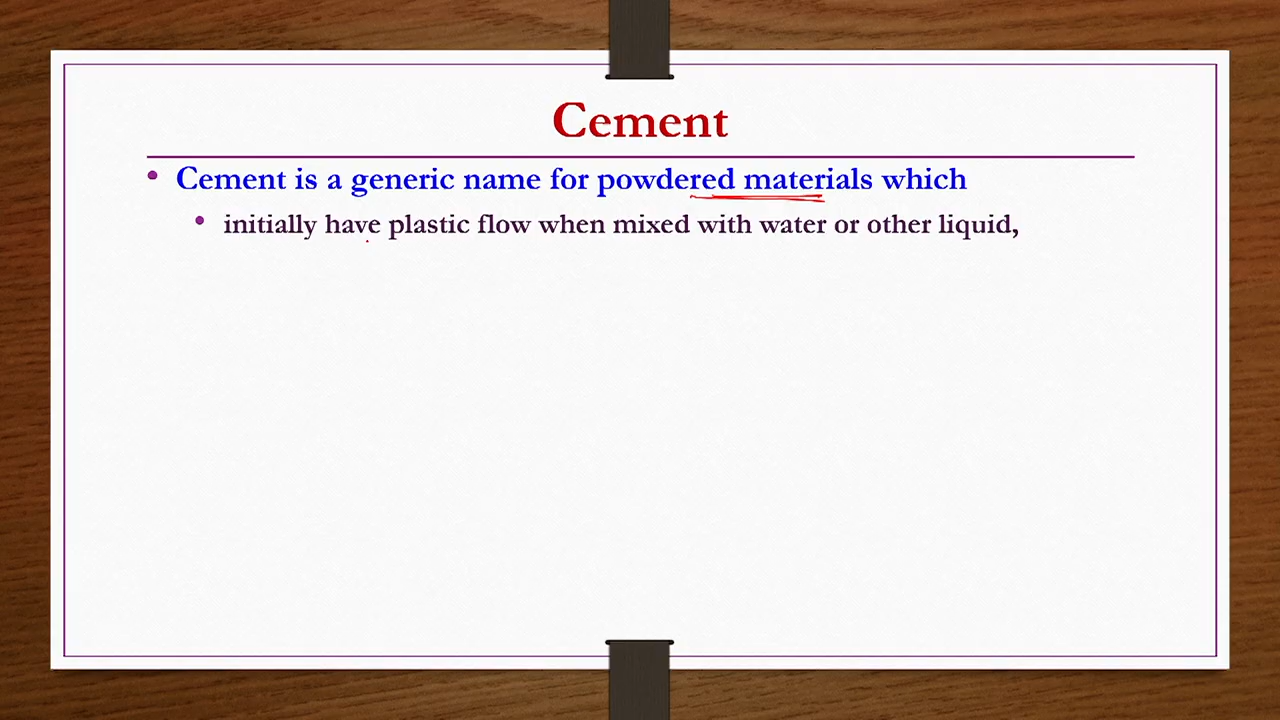 Cement
Cement is a generic name for powdered materials which
initially have plastic flow when mixed with water or other liquid,